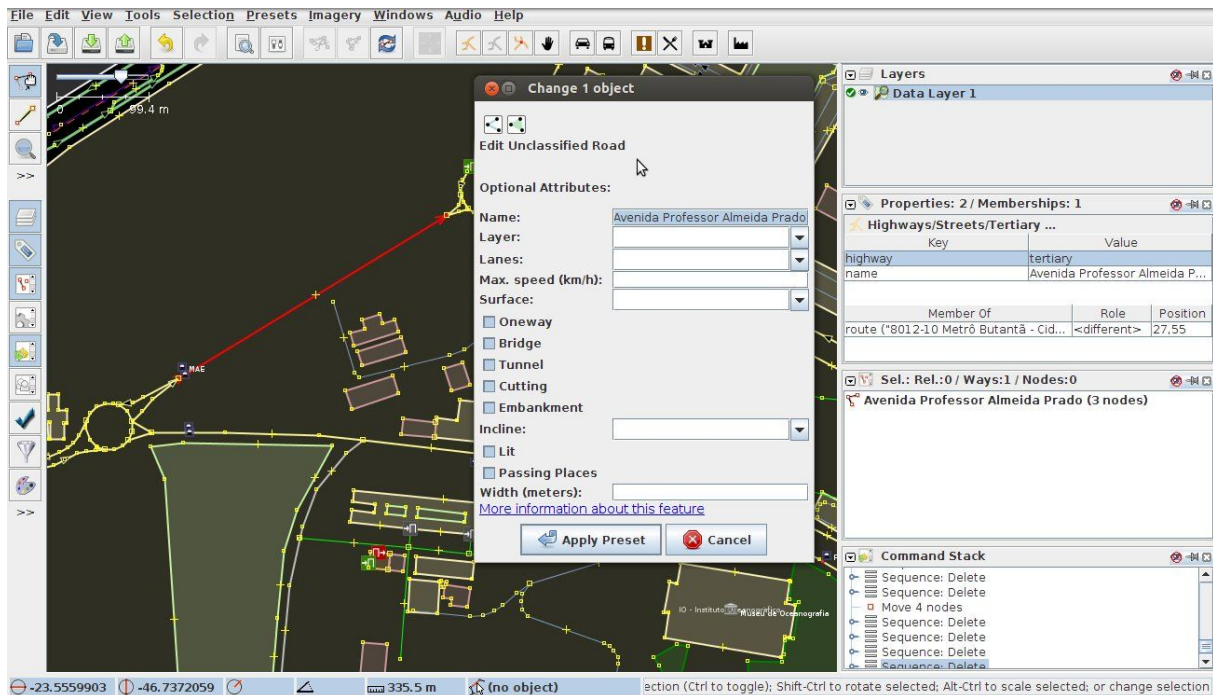 File Edit View Tools Selection Presets Imagery Windows Audio Help
0 99.4 m
MAE
IO - Instituto
Museu de Oceanografia
>>
>>
Change 1 object
Edit Unclassified Road
Optional Attributes:
Name: Avenida Professor Almeida Prado
Layer:
Lanes:
Max. speed (km/h):
Surface:
Oneway
Bridge
Tunnel
Cutting
Embankment
Incline:
Lit
Passing Places
Width (meters):
More information about this feature
Apply Preset Cancel
Layers
Data Layer 1
Properties: 2 / Memberships: 1
Highways/Streets/Tertiary ...
Key Value
highway tertiary
name Avenida Professor Almeida P...
Member Of Role Position
route ("8012-10 Metrô Butantã - Cid... <different> 27,55
Sel.: Rel.:0 / Ways:1 / Nodes:0
Avenida Professor Almeida Prado (3 nodes)
Command Stack
Sequence: Delete
Sequence: Delete
Move 4 nodes
Sequence: Delete
Sequence: Delete
Sequence: Delete
Sequence: Delete
-23.5559903 -46.7372059 335.5 m (no object) ection (Ctrl to toggle); Shift-Ctrl to rotate selected; Alt-Ctrl to scale selected; or change selection